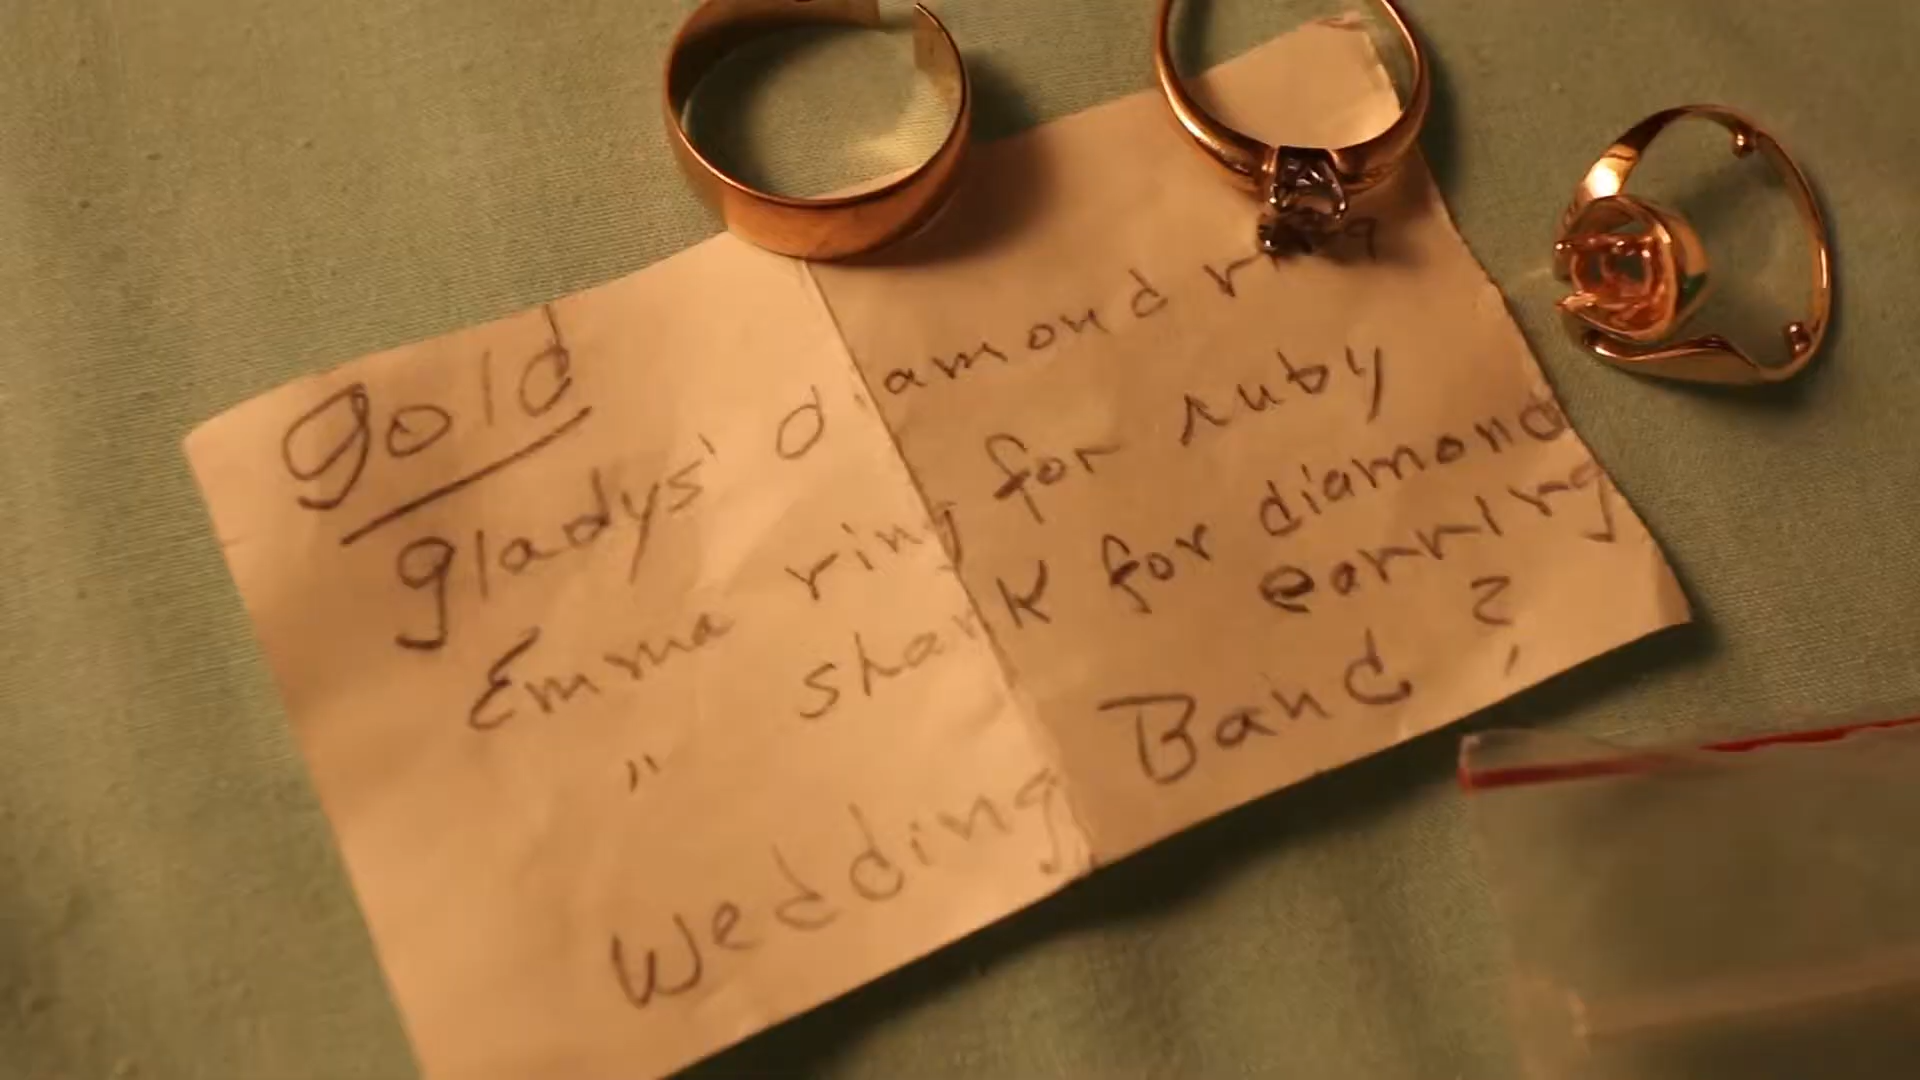 gold
gladys' diamond ring
Emma ring for ruby
" shank for diamond
earring
Wedding Band ?